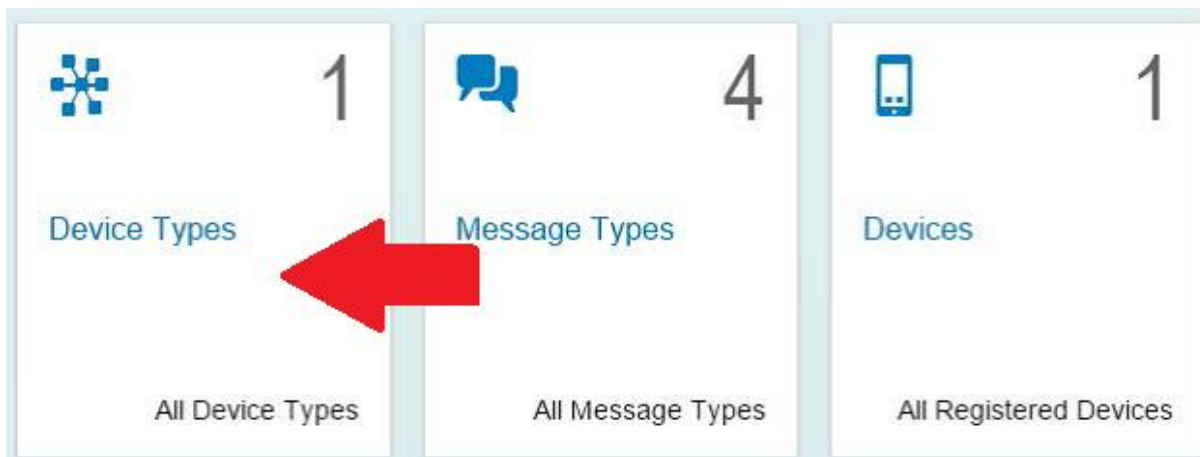 1
Device Types
All Device Types
4
Message Types
All Message Types
1
Devices
All Registered Devices